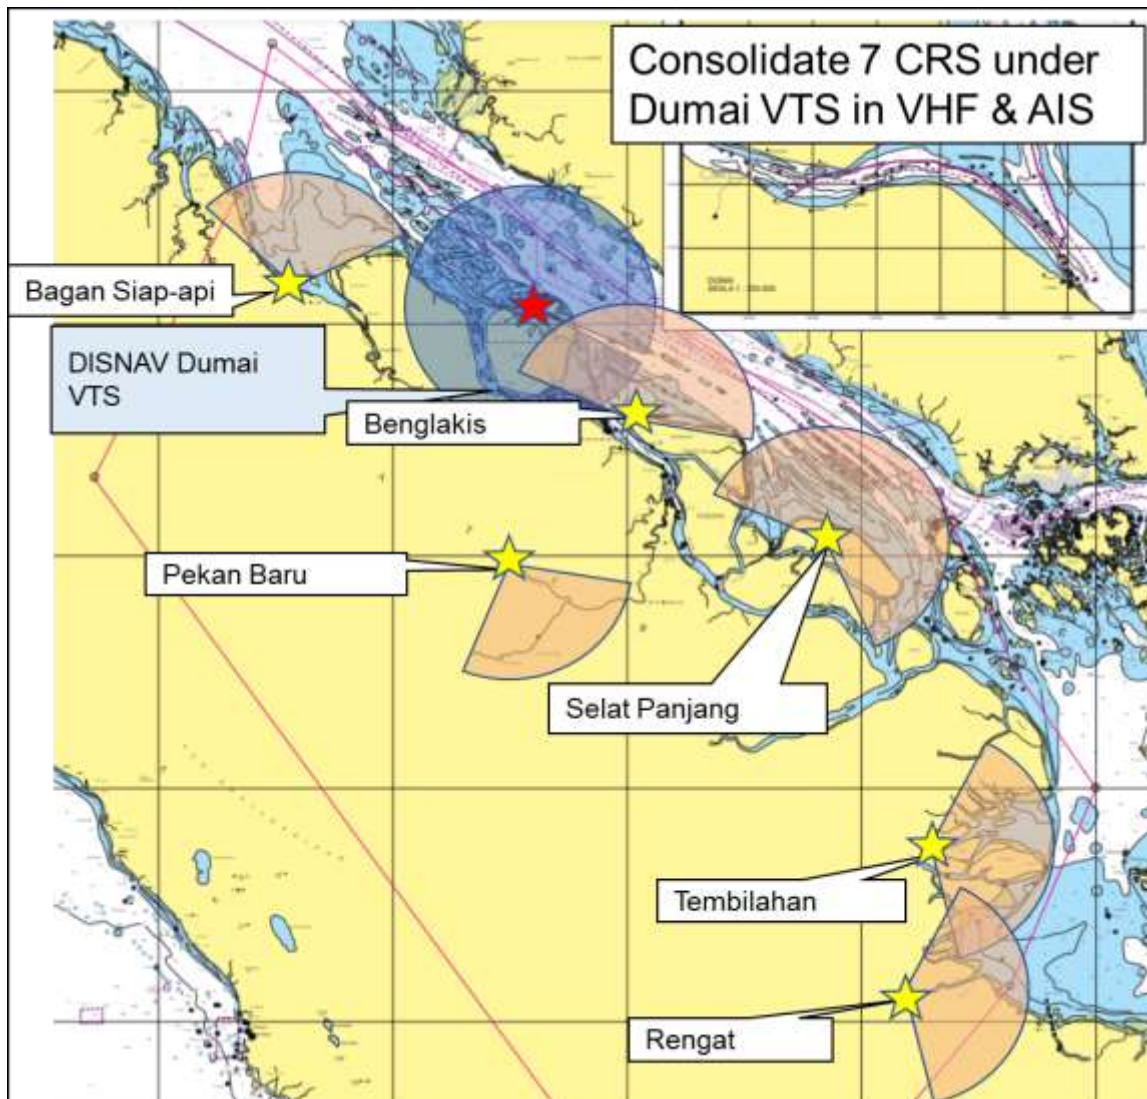 Consolidate 7 CRS under
Dumai VTS in VHF & AIS
Bagan Siap-api
DISNAV Dumai
VTS
Benglakis
Pekan Baru
Selat Panjang
Tembilahan
Rengat